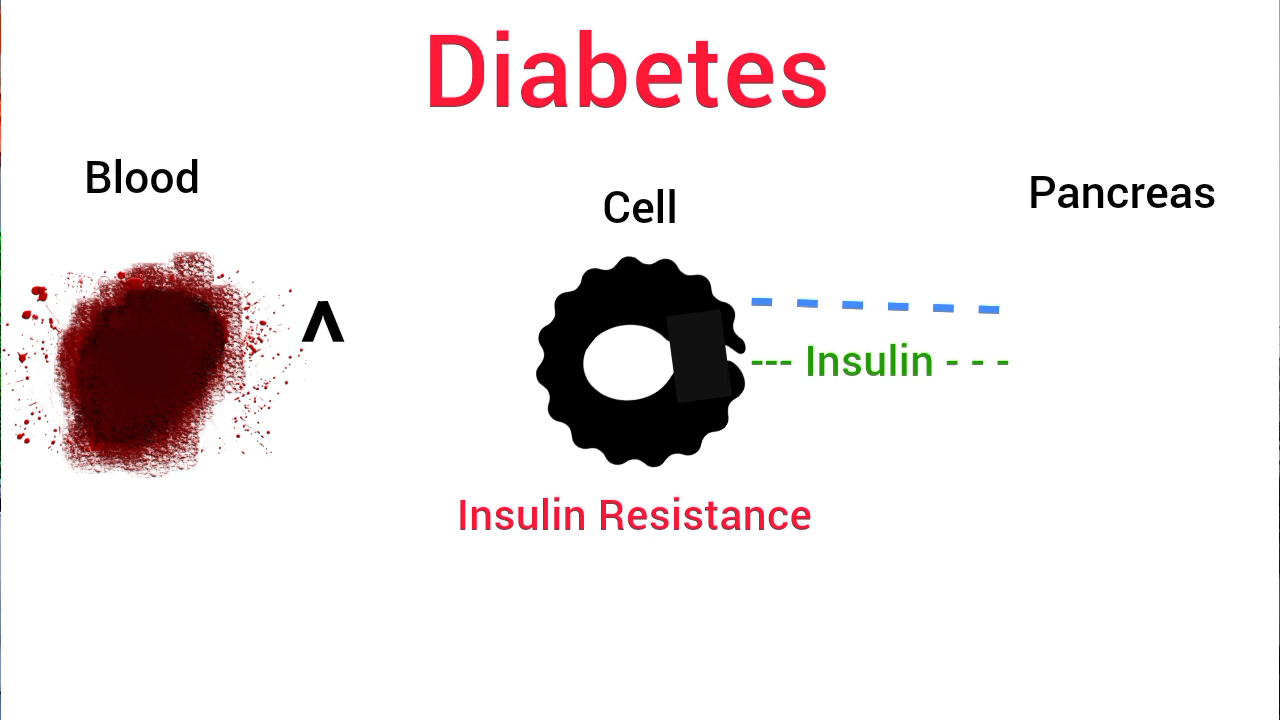 Diabetes
Blood
Cell
Pancreas
^
--- Insulin - - -
Insulin Resistance